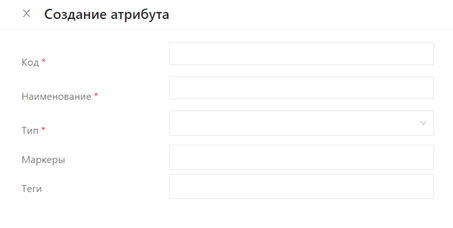 Создание атрибута
Код *
Наименование *
Тип *
Маркеры
Теги